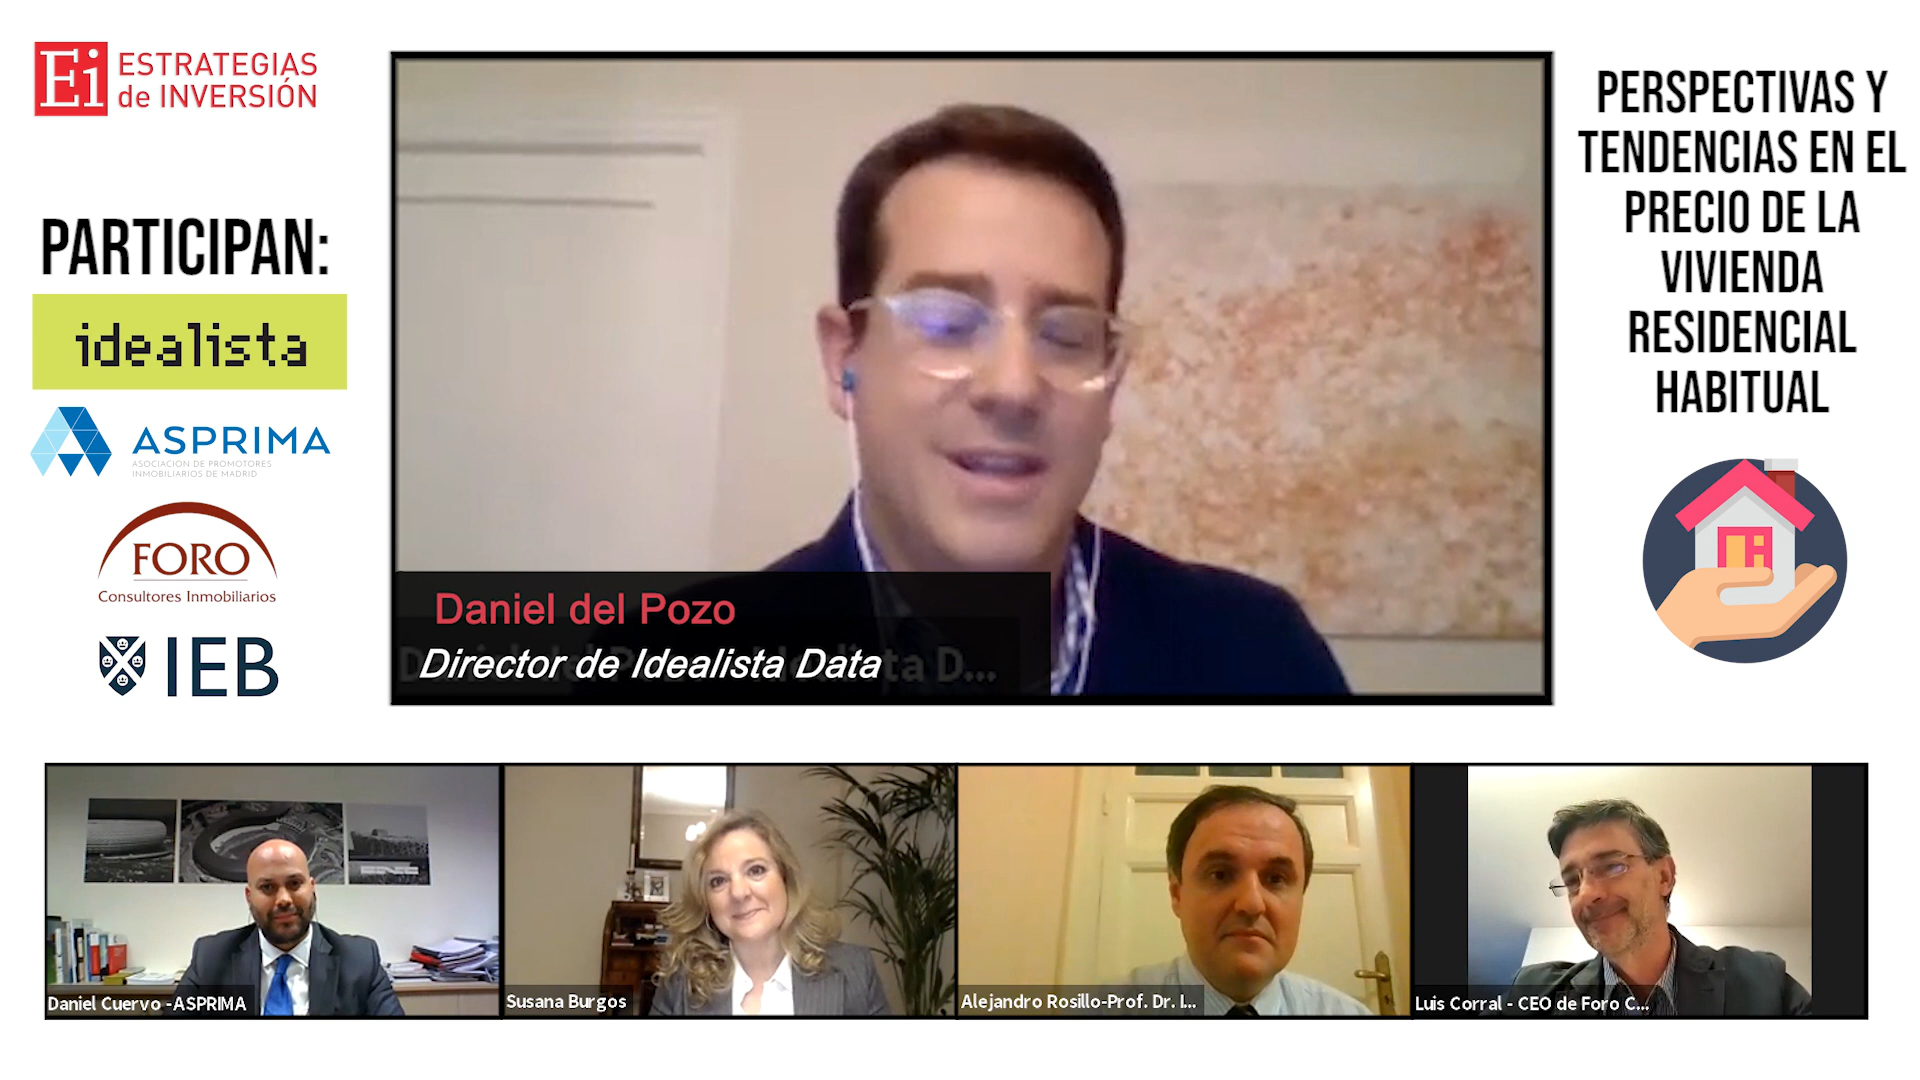 Ei ESTRATEGIAS
de INVERSIÓN
PARTICIPAN:
idealista
ASPRIMA
ASOCIACION DE PROMOTORES
INMOBILIARIOS DE MADRID
FORO
Consultores Inmobiliarios
IEB
Daniel del Pozo
Director de Idealista Data
PERSPECTIVAS Y
TENDENCIAS EN EL
PRECIO DE LA
VIVIENDA
RESIDENCIAL
HABITUAL
Daniel Cuervo -ASPRIMA
Susana Burgos
Alejandro Rosillo-Prof. Dr. I...
Luis Corral - CEO de Foro C...